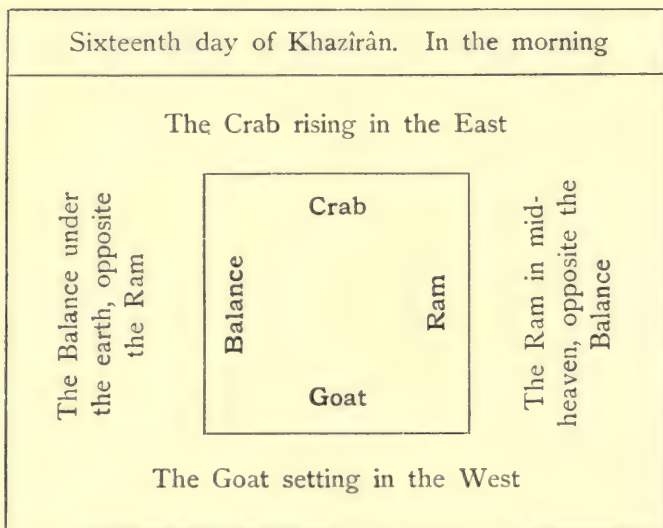 Sixteenth day of Khazîrân. In the morning
The Crab rising in the East
The Balance under
the earth, opposite
the Ram
Crab
Balance
Ram
Goat
The Ram in mid-
heaven, opposite the
Balance
The Goat setting in the West